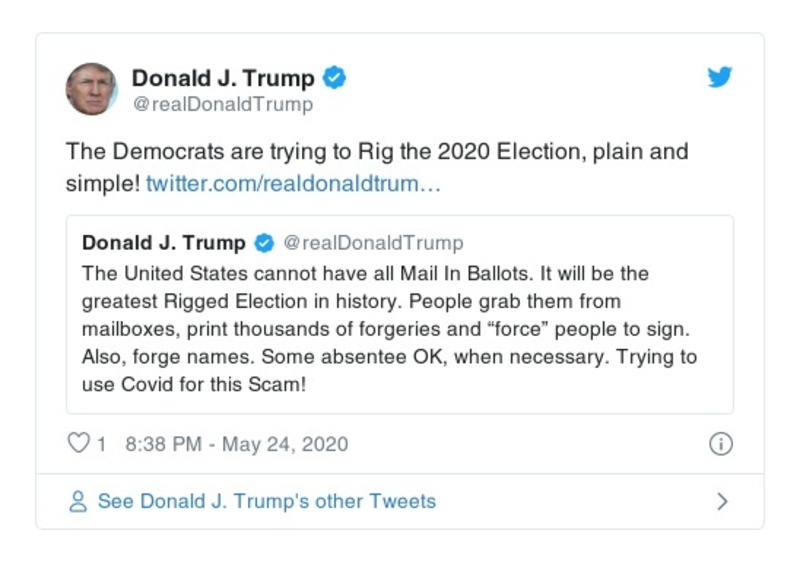 Donald J. Trump
@realDonaldTrump
The Democrats are trying to Rig the 2020 Election, plain and
simple! twitter.com/realdonaldtrum…
Donald J. Trump @realDonaldTrump
The United States cannot have all Mail In Ballots. It will be the
greatest Rigged Election in history. People grab them from
mailboxes, print thousands of forgeries and “force” people to sign.
Also, forge names. Some absentee OK, when necessary. Trying to
use Covid for this Scam!
1 8:38 PM - May 24, 2020
See Donald J. Trump's other Tweets